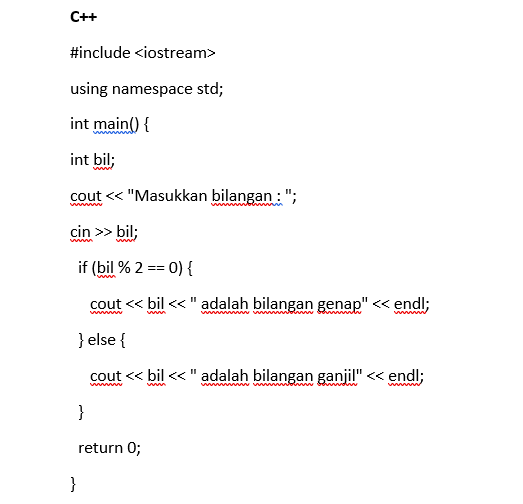 C++
#include <iostream>
using namespace std;
int main() {
int bil;
cout << "Masukkan bilangan : ";
cin >> bil;
if (bil % 2 == 0) {
cout << bil << " adalah bilangan genap" << endl;
} else {
cout << bil << " adalah bilangan ganjil" << endl;
}
return 0;
}